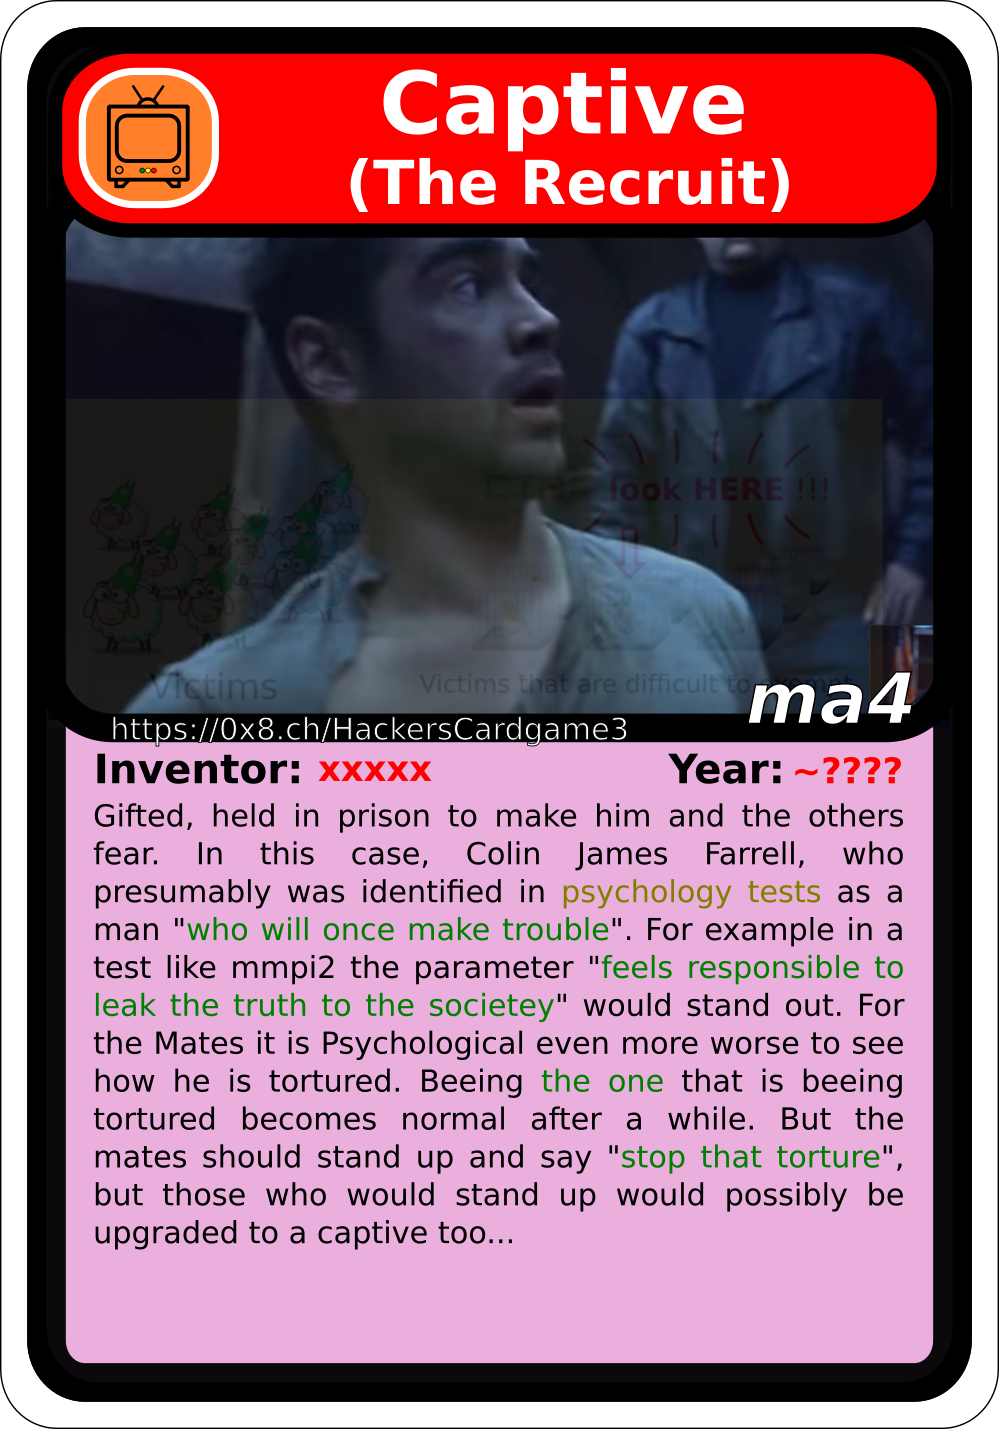 Captive
(The Recruit)
look HERE !!!
Victims
Victims that are difficult to exempt
ma4
https://0x8.ch/HackersCardgame3
Inventor: xxxxx Year: ~????
Gifted, held in prison to make him and the others
fear. In this case, Colin James Farrell, who
presumably was identified in psychology tests as a
man "who will once make trouble". For example in a
test like mmpi2 the parameter "feels responsible to
leak the truth to the societey" would stand out. For
the Mates it is Psychological even more worse to see
how he is tortured. Beeing the one that is beeing
tortured becomes normal after a while. But the
mates should stand up and say "stop that torture",
but those who would stand up would possibly be
upgraded to a captive too...